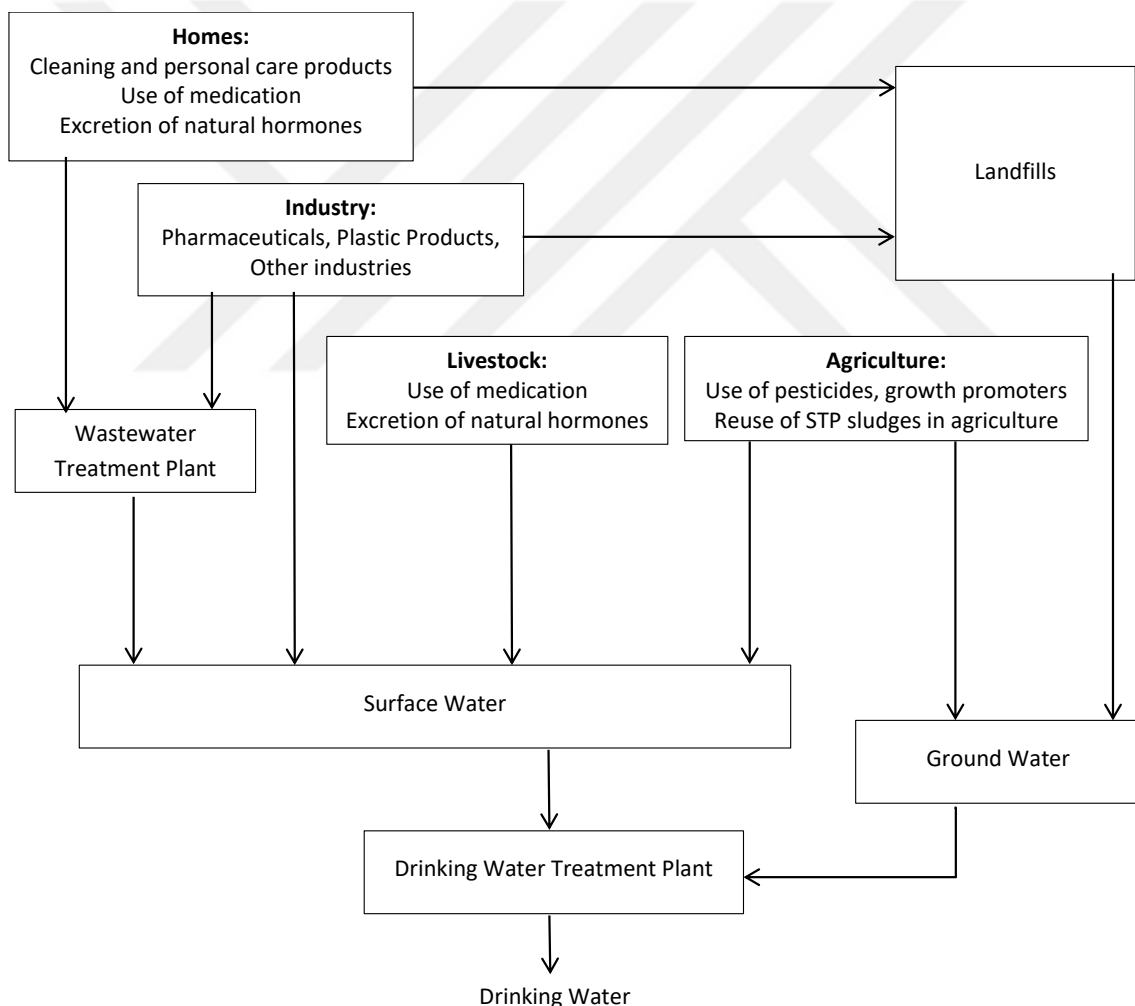 Homes:
Cleaning and personal care products
Use of medication
Excretion of natural hormones
Landfills
Industry:
Pharmaceuticals, Plastic Products,
Other industries
Livestock:
Use of medication
Excretion of natural hormones
Agriculture:
Use of pesticides, growth promoters
Reuse of STP sludges in agriculture
Wastewater
Treatment Plant
Surface Water
Ground Water
Drinking Water Treatment Plant
Drinking Water